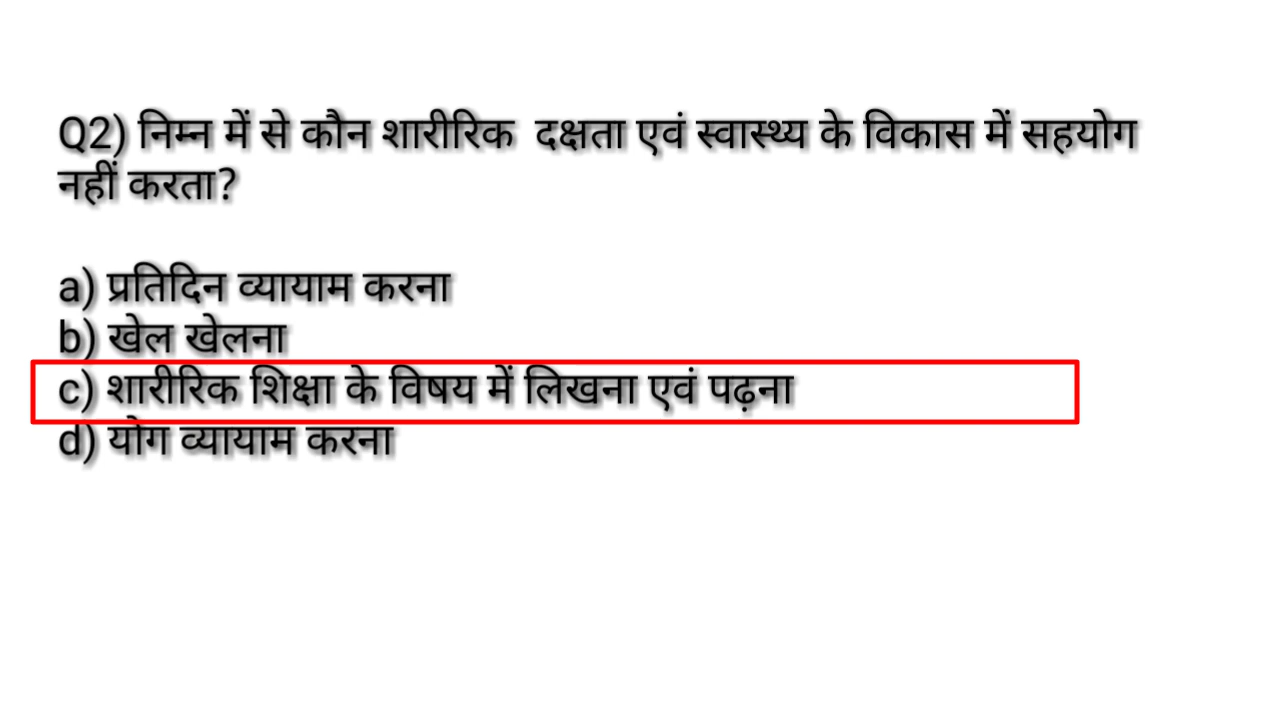 Q2) निम्न में से कौन शारीरिक दक्षता एवं स्वास्थ्य के विकास में सहयोग
नहीं करता?
a) प्रतिदिन व्यायाम करना
b) खेल खेलना
c) शारीरिक शिक्षा के विषय में लिखना एवं पढ़ना
d) योग व्यायाम करना